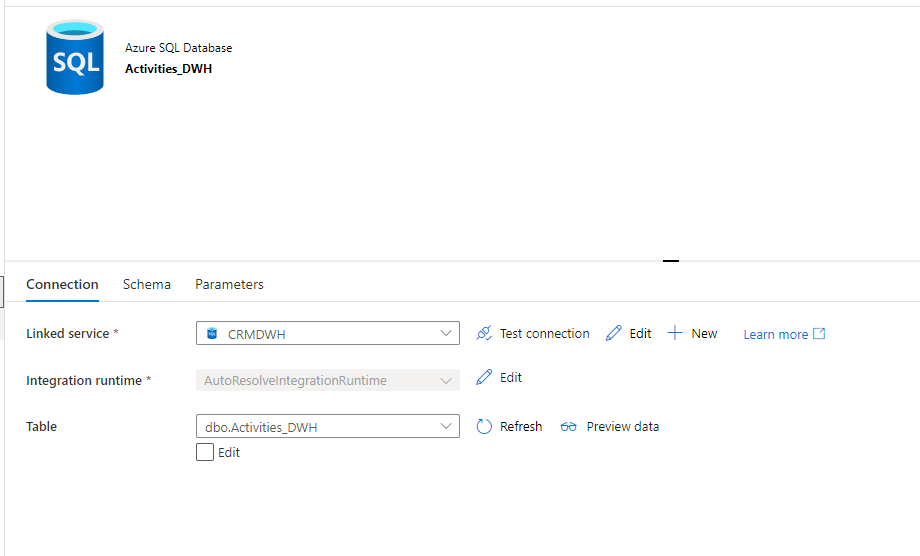 SQL
Azure SQL Database
Activities_DWH
Connection Schema Parameters
Linked service * CRMDWH Test connection Edit New Learn more
Integration runtime * AutoResolveIntegrationRuntime Edit
Table dbo.Activities_DWH Refresh Preview data
Edit